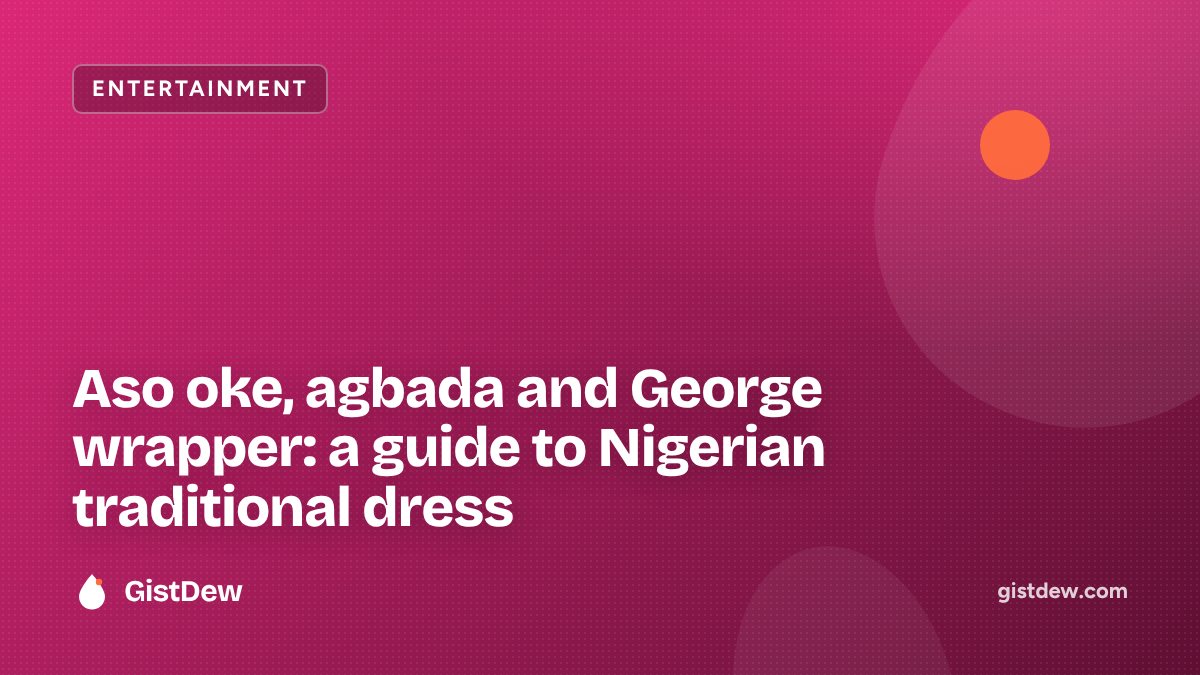 ENTERTAINMENT
Aso oke, agbada and George
wrapper: a guide to Nigerian
traditional dress
GistDew
gistdew.com